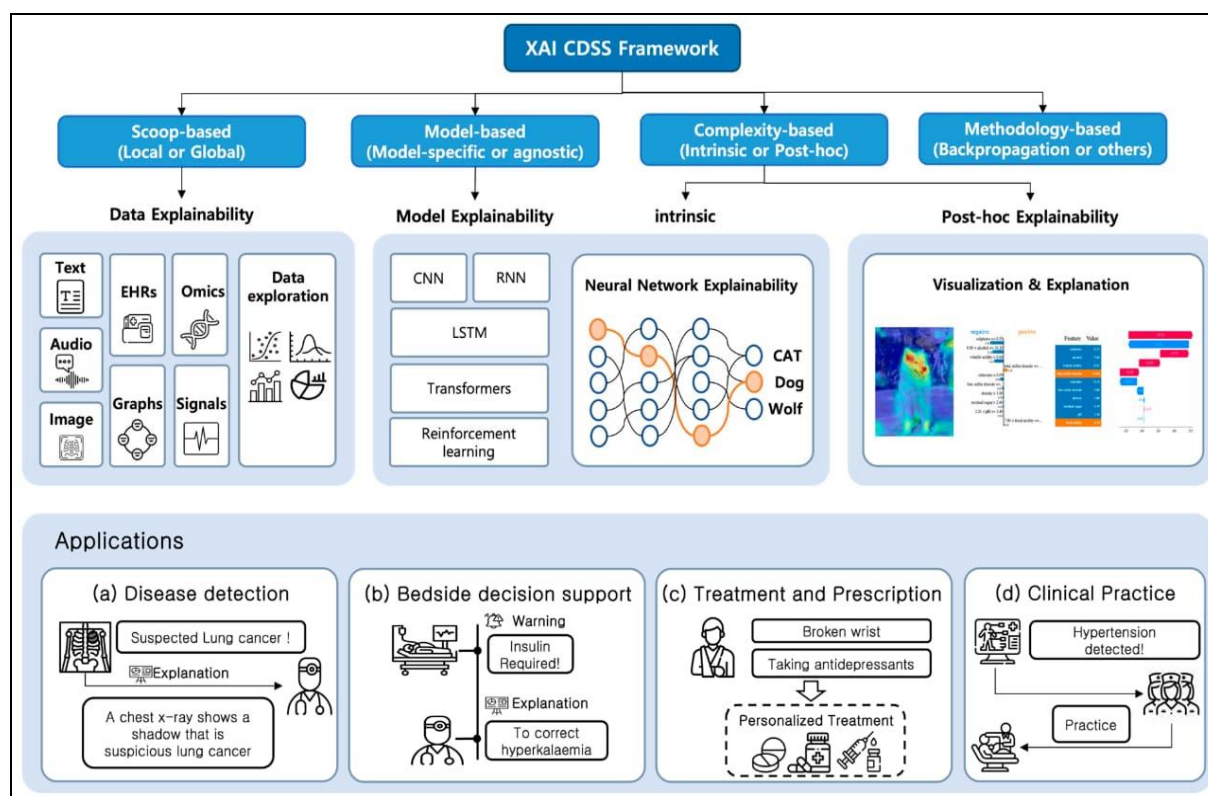 XAI CDSS Framework
Scoop-based
(Local or Global)
Model-based
(Model-specific or agnostic)
Complexity-based
(Intrinsic or Post-hoc)
Methodology-based
(Backpropagation or others)
Data Explainability
Model Explainability
intrinsic
Post-hoc Explainability
Text
Audio
Image
EHRs
Graphs
Omics
Signals
Data
exploration
CNN
RNN
LSTM
Transformers
Reinforcement
learning
Neural Network Explainability
CAT
Dog
Wolf
Visualization & Explanation
negative
positive
Feature Value
Applications
(a) Disease detection
Suspected Lung cancer !
Explanation
A chest x-ray shows a
shadow that is
suspicious lung cancer
(b) Bedside decision support
Warning
Insulin
Required!
Explanation
To correct
hyperkalaemia
(c) Treatment and Prescription
Broken wrist
Taking antidepressants
Personalized Treatment
(d) Clinical Practice
Hypertension
detected!
Practice